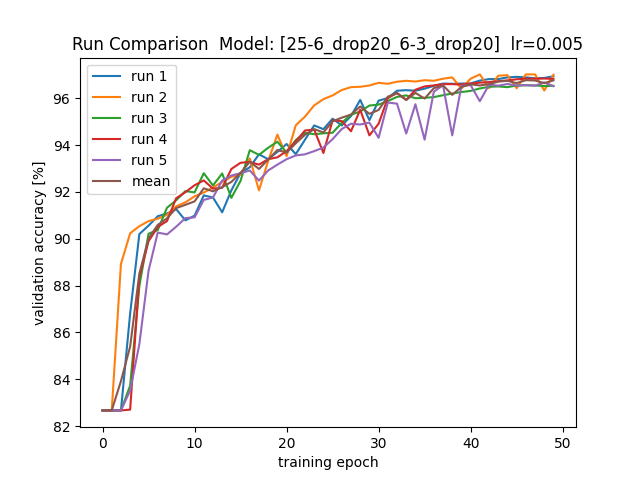 Run Comparison  Model: [25-6_drop20_6-3_drop20]  lr=0.005
run 1
run 2
run 3
run 4
run 5
mean
validation accuracy [%]
96
94
92
90
88
86
84
82
0 10 20 30 40 50
training epoch